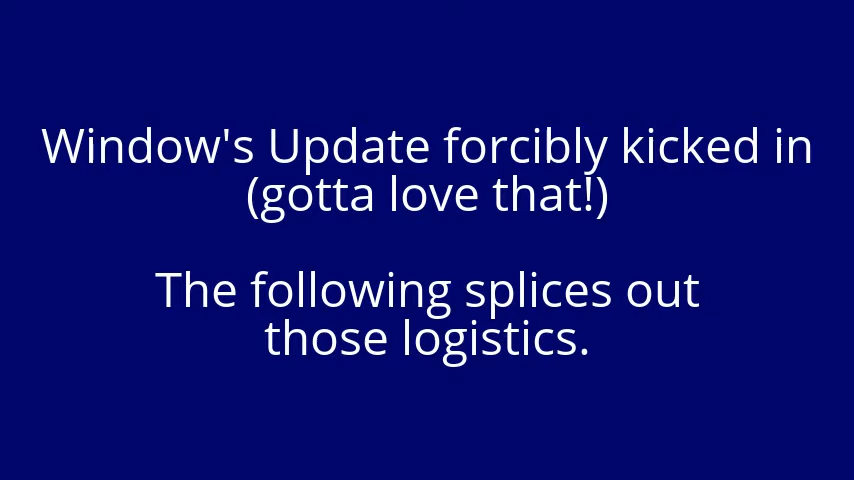 Window's Update forcibly kicked in
(gotta love that!)
The following splices out
those logistics.